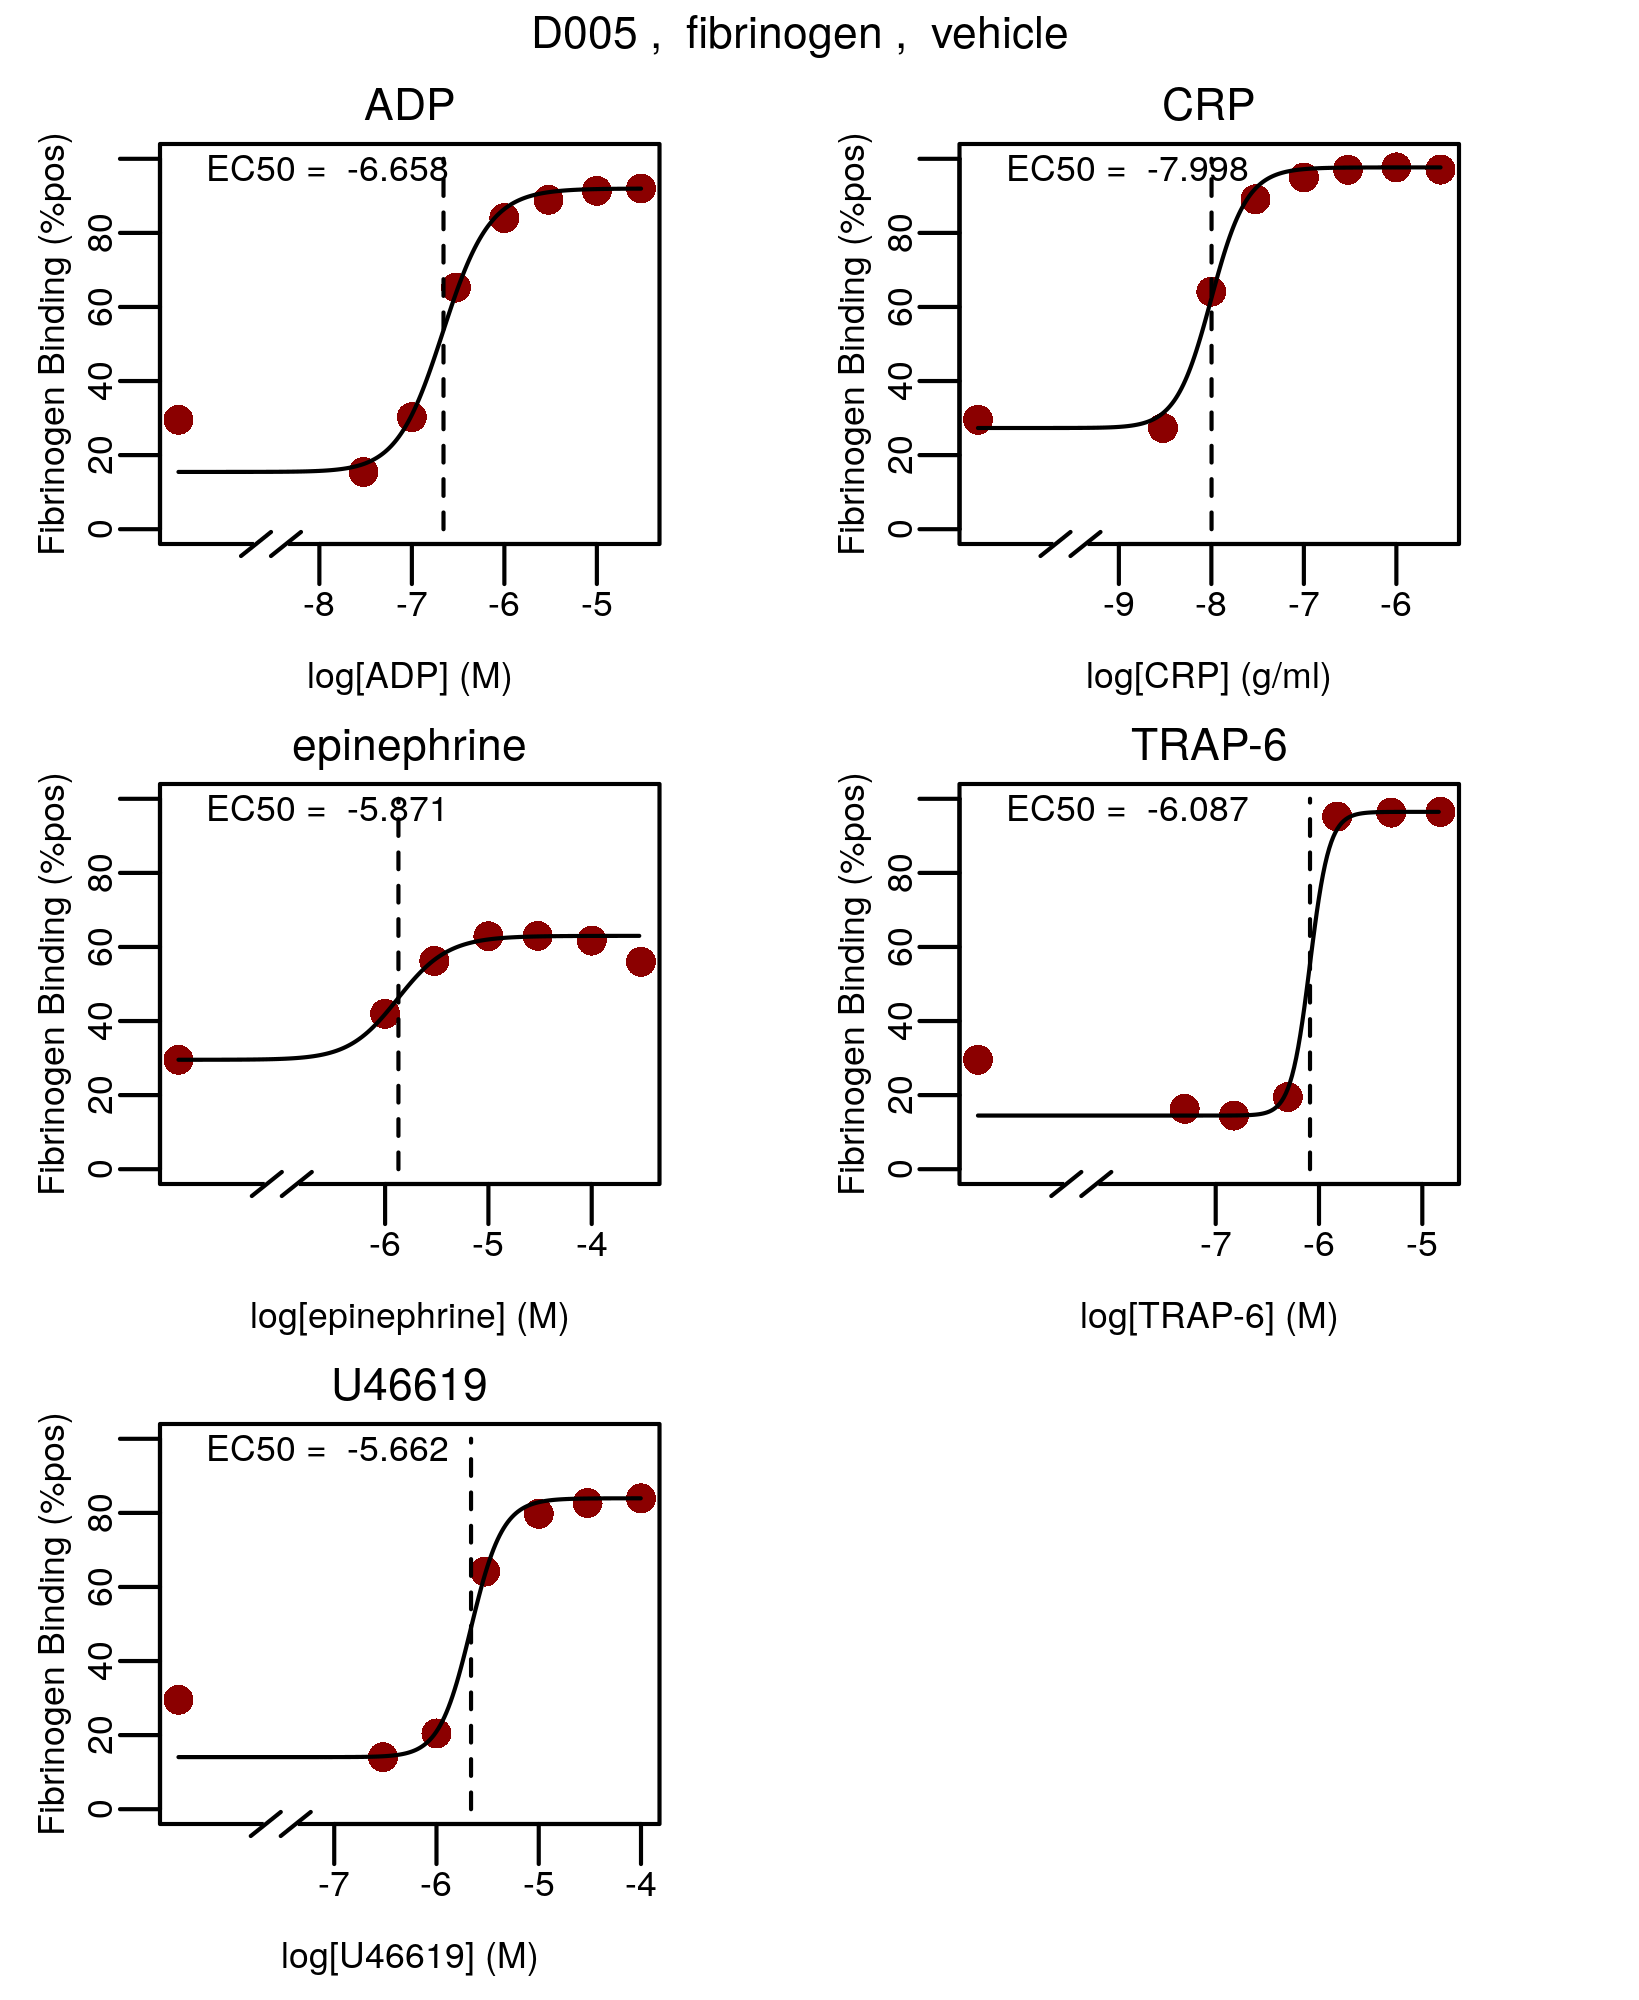 D005 , fibrinogen , vehicle
ADP
EC50 = -6.658
Fibrinogen Binding (%pos)
0 20 40 60 80
-8 -7 -6 -5
log[ADP] (M)
CRP
EC50 = -7.998
Fibrinogen Binding (%pos)
0 20 40 60 80
-9 -8 -7 -6
log[CRP] (g/ml)
epinephrine
EC50 = -5.871
Fibrinogen Binding (%pos)
0 20 40 60 80
-6 -5 -4
log[epinephrine] (M)
TRAP-6
EC50 = -6.087
Fibrinogen Binding (%pos)
0 20 40 60 80
-7 -6 -5
log[TRAP-6] (M)
U46619
EC50 = -5.662
Fibrinogen Binding (%pos)
0 20 40 60 80
-7 -6 -5 -4
log[U46619] (M)